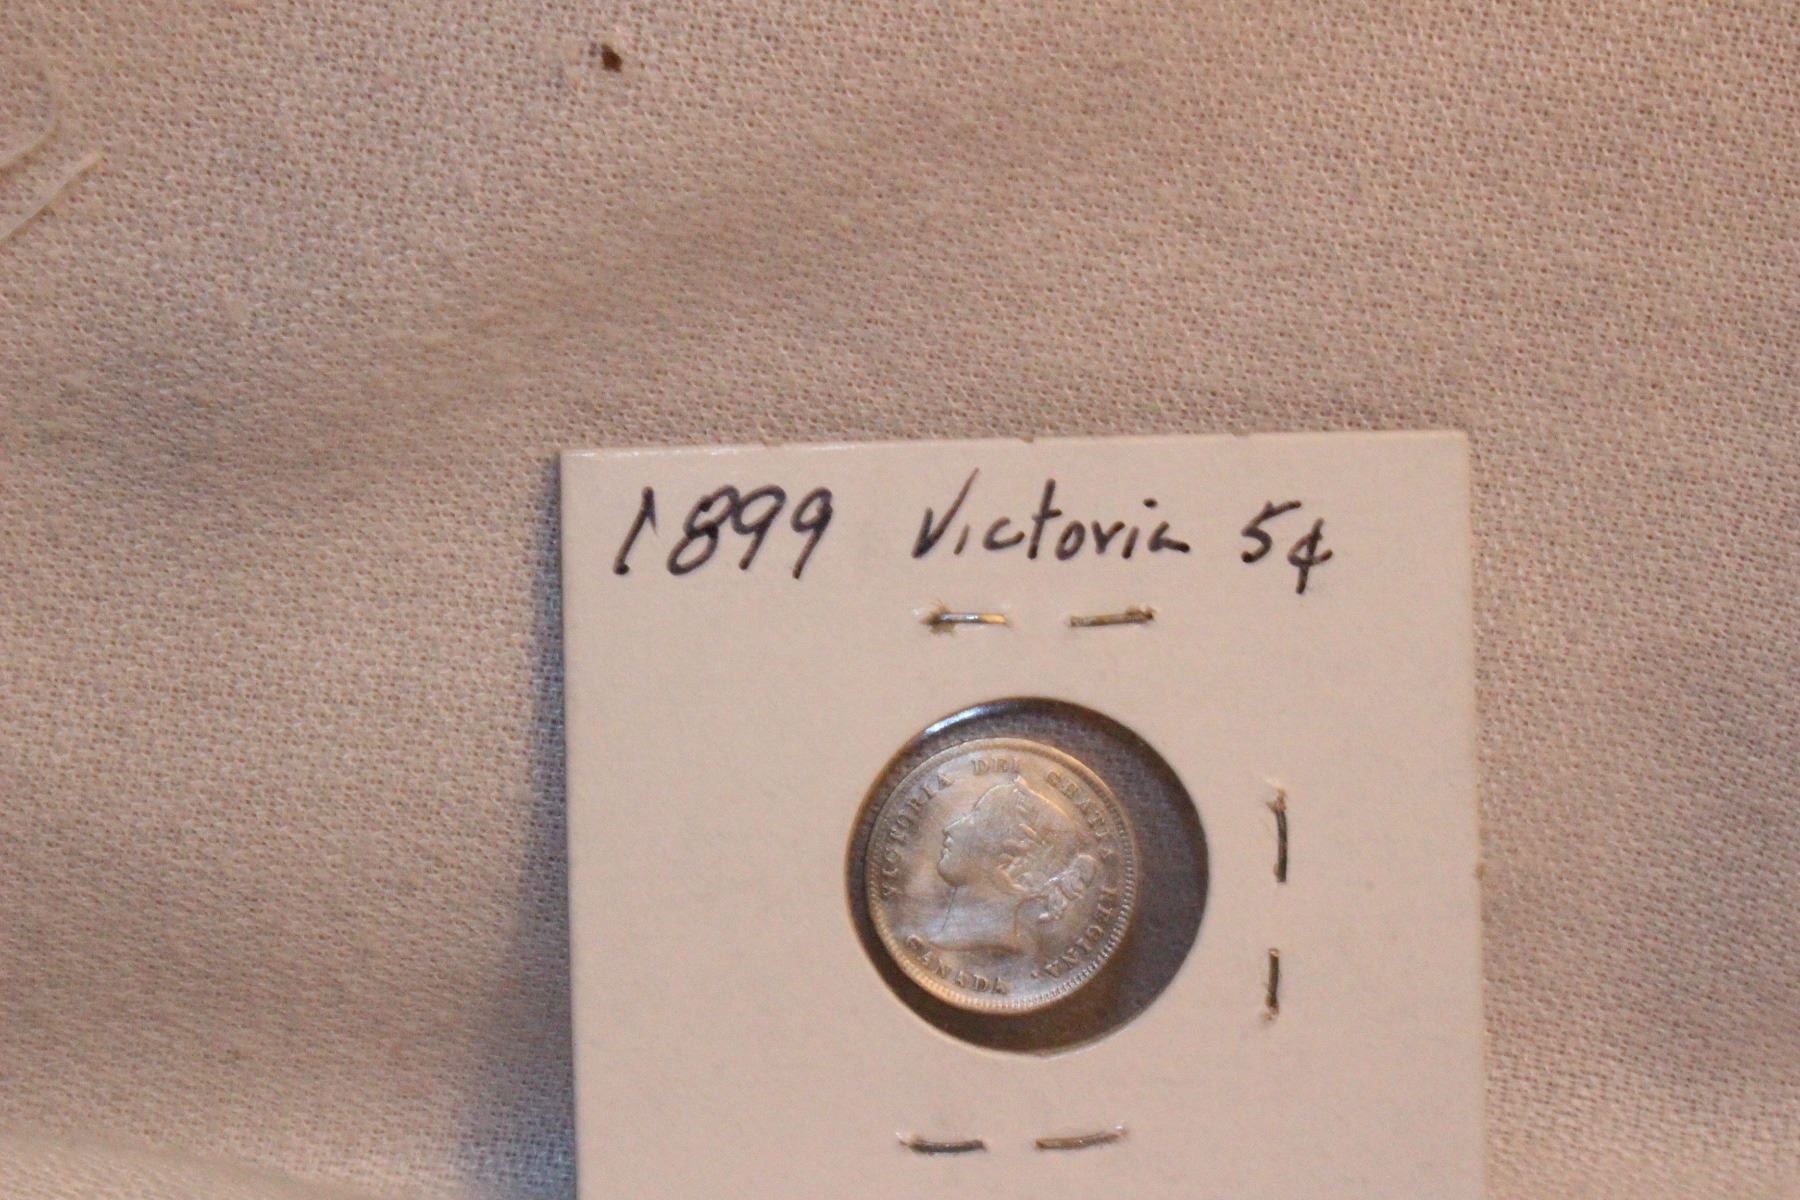 1899 Victoria 5¢
VICTORIA DEI GRATIA REGINA .
CANADA